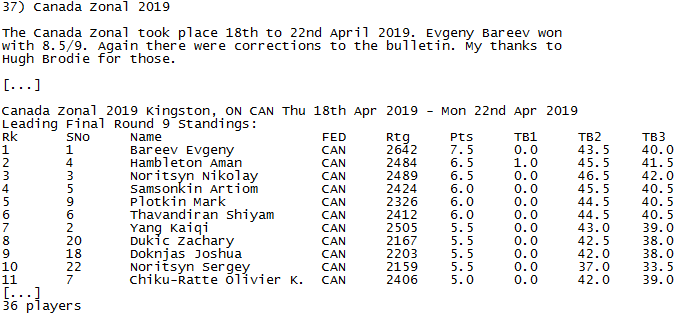 37) Canada Zonal 2019
The Canada Zonal took place 18th to 22nd April 2019. Evgeny Bareev won
with 8.5/9. Again there were corrections to the bulletin. My thanks to
Hugh Brodie for those.
[...]
Canada Zonal 2019 Kingston, ON CAN Thu 18th Apr 2019 - Mon 22nd Apr 2019
Leading Final Round 9 Standings:
Rk SNo Name FED Rtg Pts TB1 TB2 TB3
1 1 Bareev Evgeny CAN 2642 7.5 0.0 43.5 40.0
2 4 Hambleton Aman CAN 2484 6.5 1.0 45.5 41.5
3 3 Noritsyn Nikolay CAN 2489 6.5 0.0 46.5 42.0
4 5 Samsonkin Artiom CAN 2424 6.0 0.0 45.5 40.5
5 9 Plotkin Mark CAN 2326 6.0 0.0 44.5 40.5
6 6 Thavandiran Shiyam CAN 2412 6.0 0.0 44.5 40.5
7 2 Yang Kaiqi CAN 2505 5.5 0.0 43.0 39.0
8 20 Dukic Zachary CAN 2167 5.5 0.0 42.5 38.0
9 18 Doknjas Joshua CAN 2203 5.5 0.0 42.0 38.0
10 22 Noritsyn Sergey CAN 2159 5.5 0.0 37.0 33.5
11 7 Chiku-Ratte Olivier K. CAN 2406 5.0 0.0 42.0 39.0
[...]
36 players